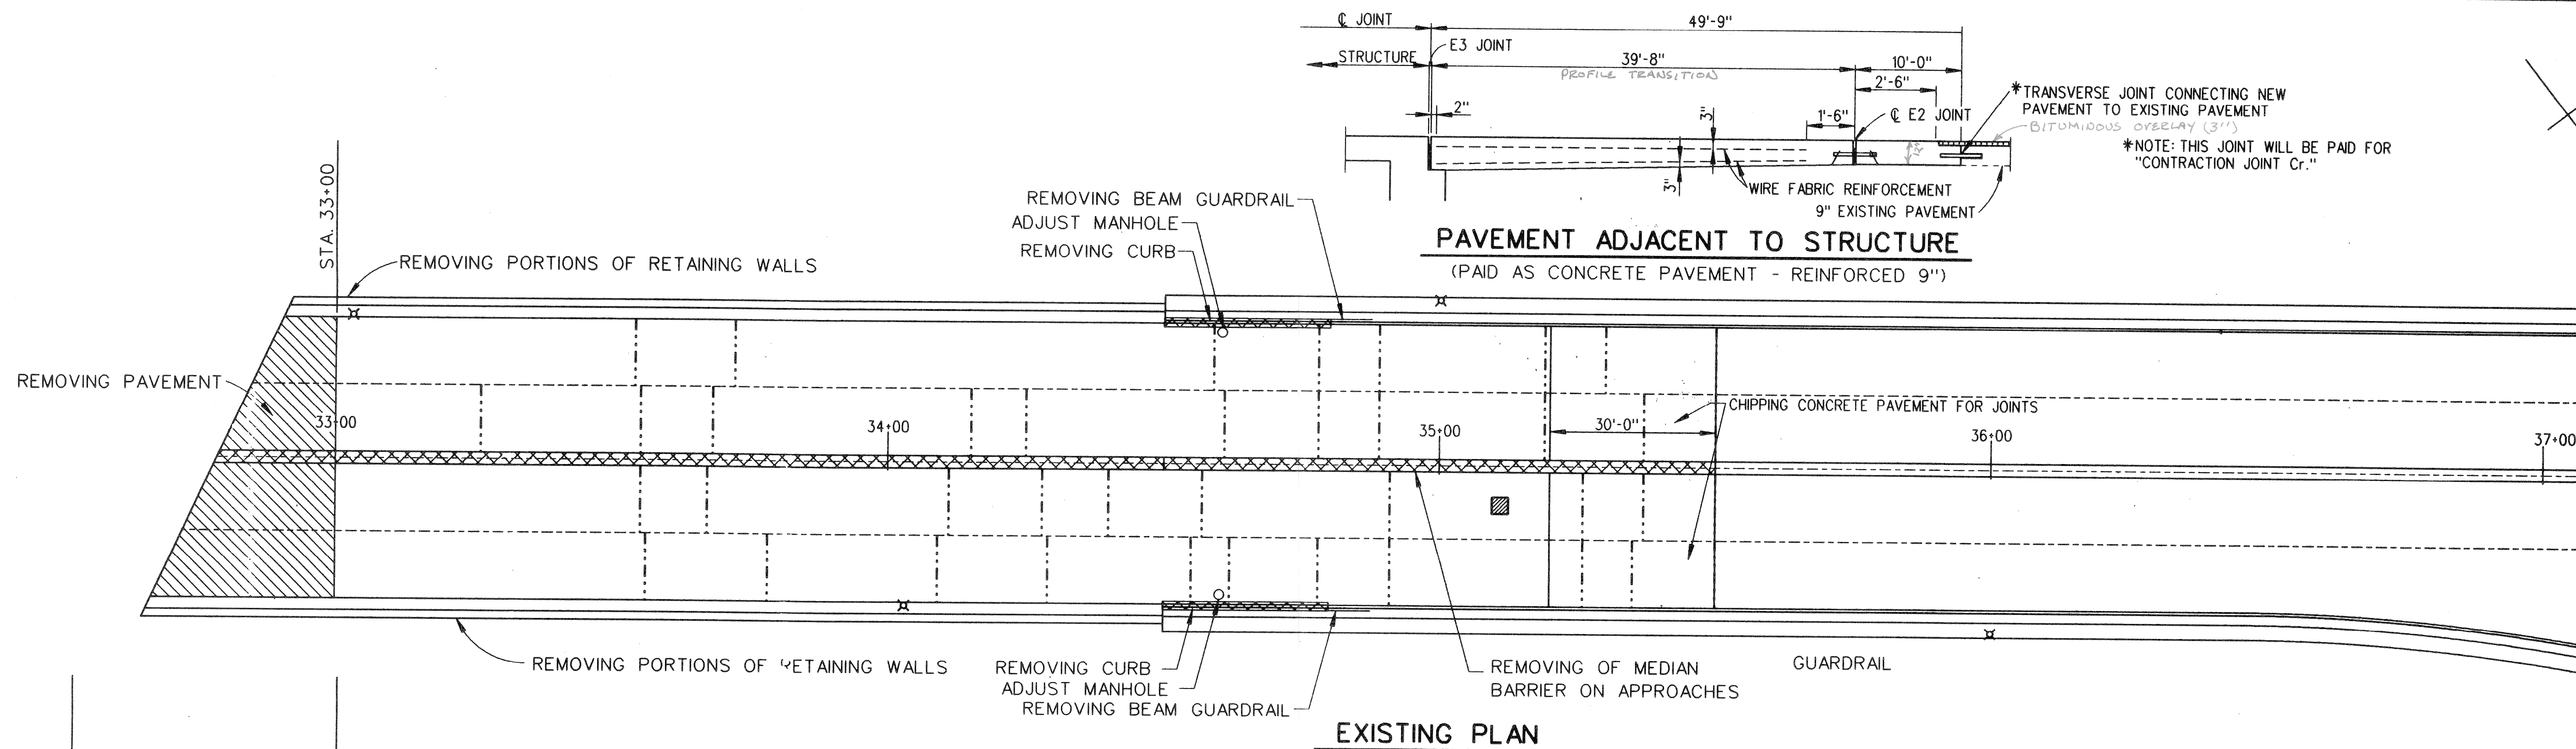 ℄ JOINT
49'-9"
E3 JOINT
STRUCTURE
39'-8"
10'-0"
PROFILE TRANSITION
2'-6"
*TRANSVERSE JOINT CONNECTING NEW
PAVEMENT TO EXISTING PAVEMENT
2"
3"
1'-6"
℄ E2 JOINT
BITUMINOUS OVERLAY (3")
*NOTE: THIS JOINT WILL BE PAID FOR
"CONTRACTION JOINT Cr."
12"
3"
WIRE FABRIC REINFORCEMENT
9" EXISTING PAVEMENT
PAVEMENT ADJACENT TO STRUCTURE
(PAID AS CONCRETE PAVEMENT - REINFORCED 9")
STA. 33+00
REMOVING BEAM GUARDRAIL
ADJUST MANHOLE
REMOVING CURB
REMOVING PORTIONS OF RETAINING WALLS
REMOVING PAVEMENT
CHIPPING CONCRETE PAVEMENT FOR JOINTS
33+00
34+00
35+00
30'-0"
36+00
37+00
REMOVING PORTIONS OF RETAINING WALLS
REMOVING CURB
ADJUST MANHOLE
REMOVING BEAM GUARDRAIL
REMOVING OF MEDIAN
BARRIER ON APPROACHES
GUARDRAIL
EXISTING PLAN